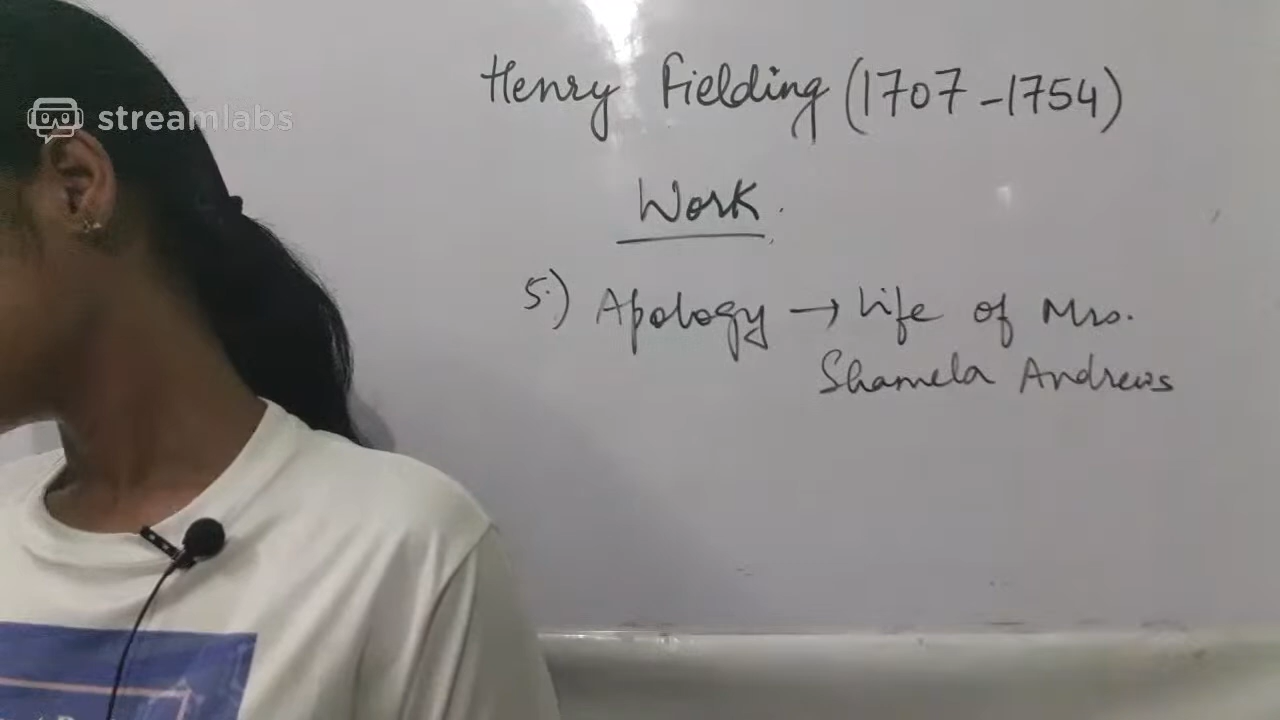 streamlabs
Henry Fielding (1707-1754)
Work.
5.) Apology → Life of Mrs.
Shamela Andrews